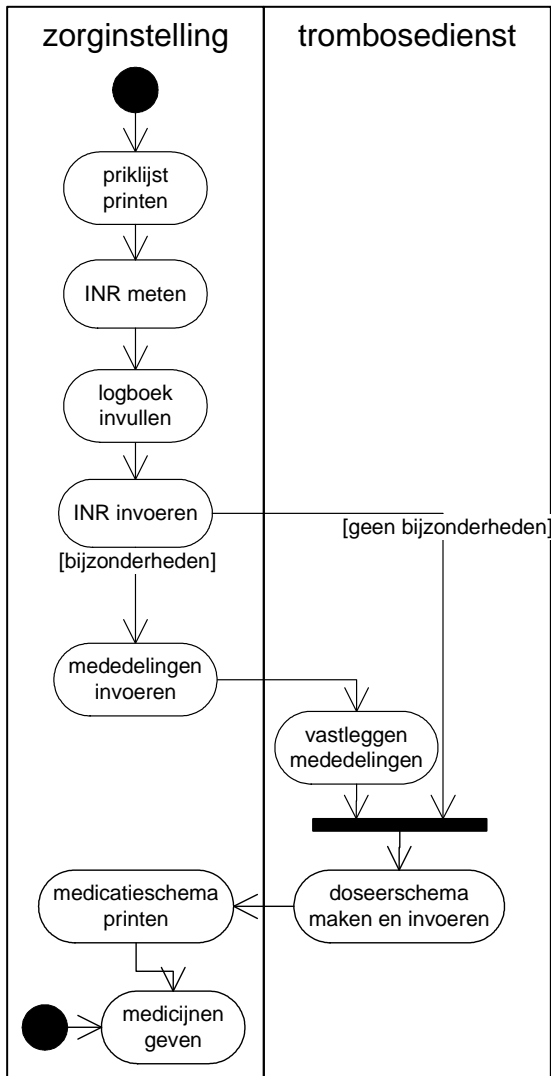 zorginstelling
trombosedienst
priklijst
printen
INR meten
logboek
invullen
INR invoeren
[geen bijzonderheden]
[bijzonderheden]
mededelingen
invoeren
vastleggen
mededelingen
medicatieschema
printen
doseerschema
maken en invoeren
medicijnen
geven